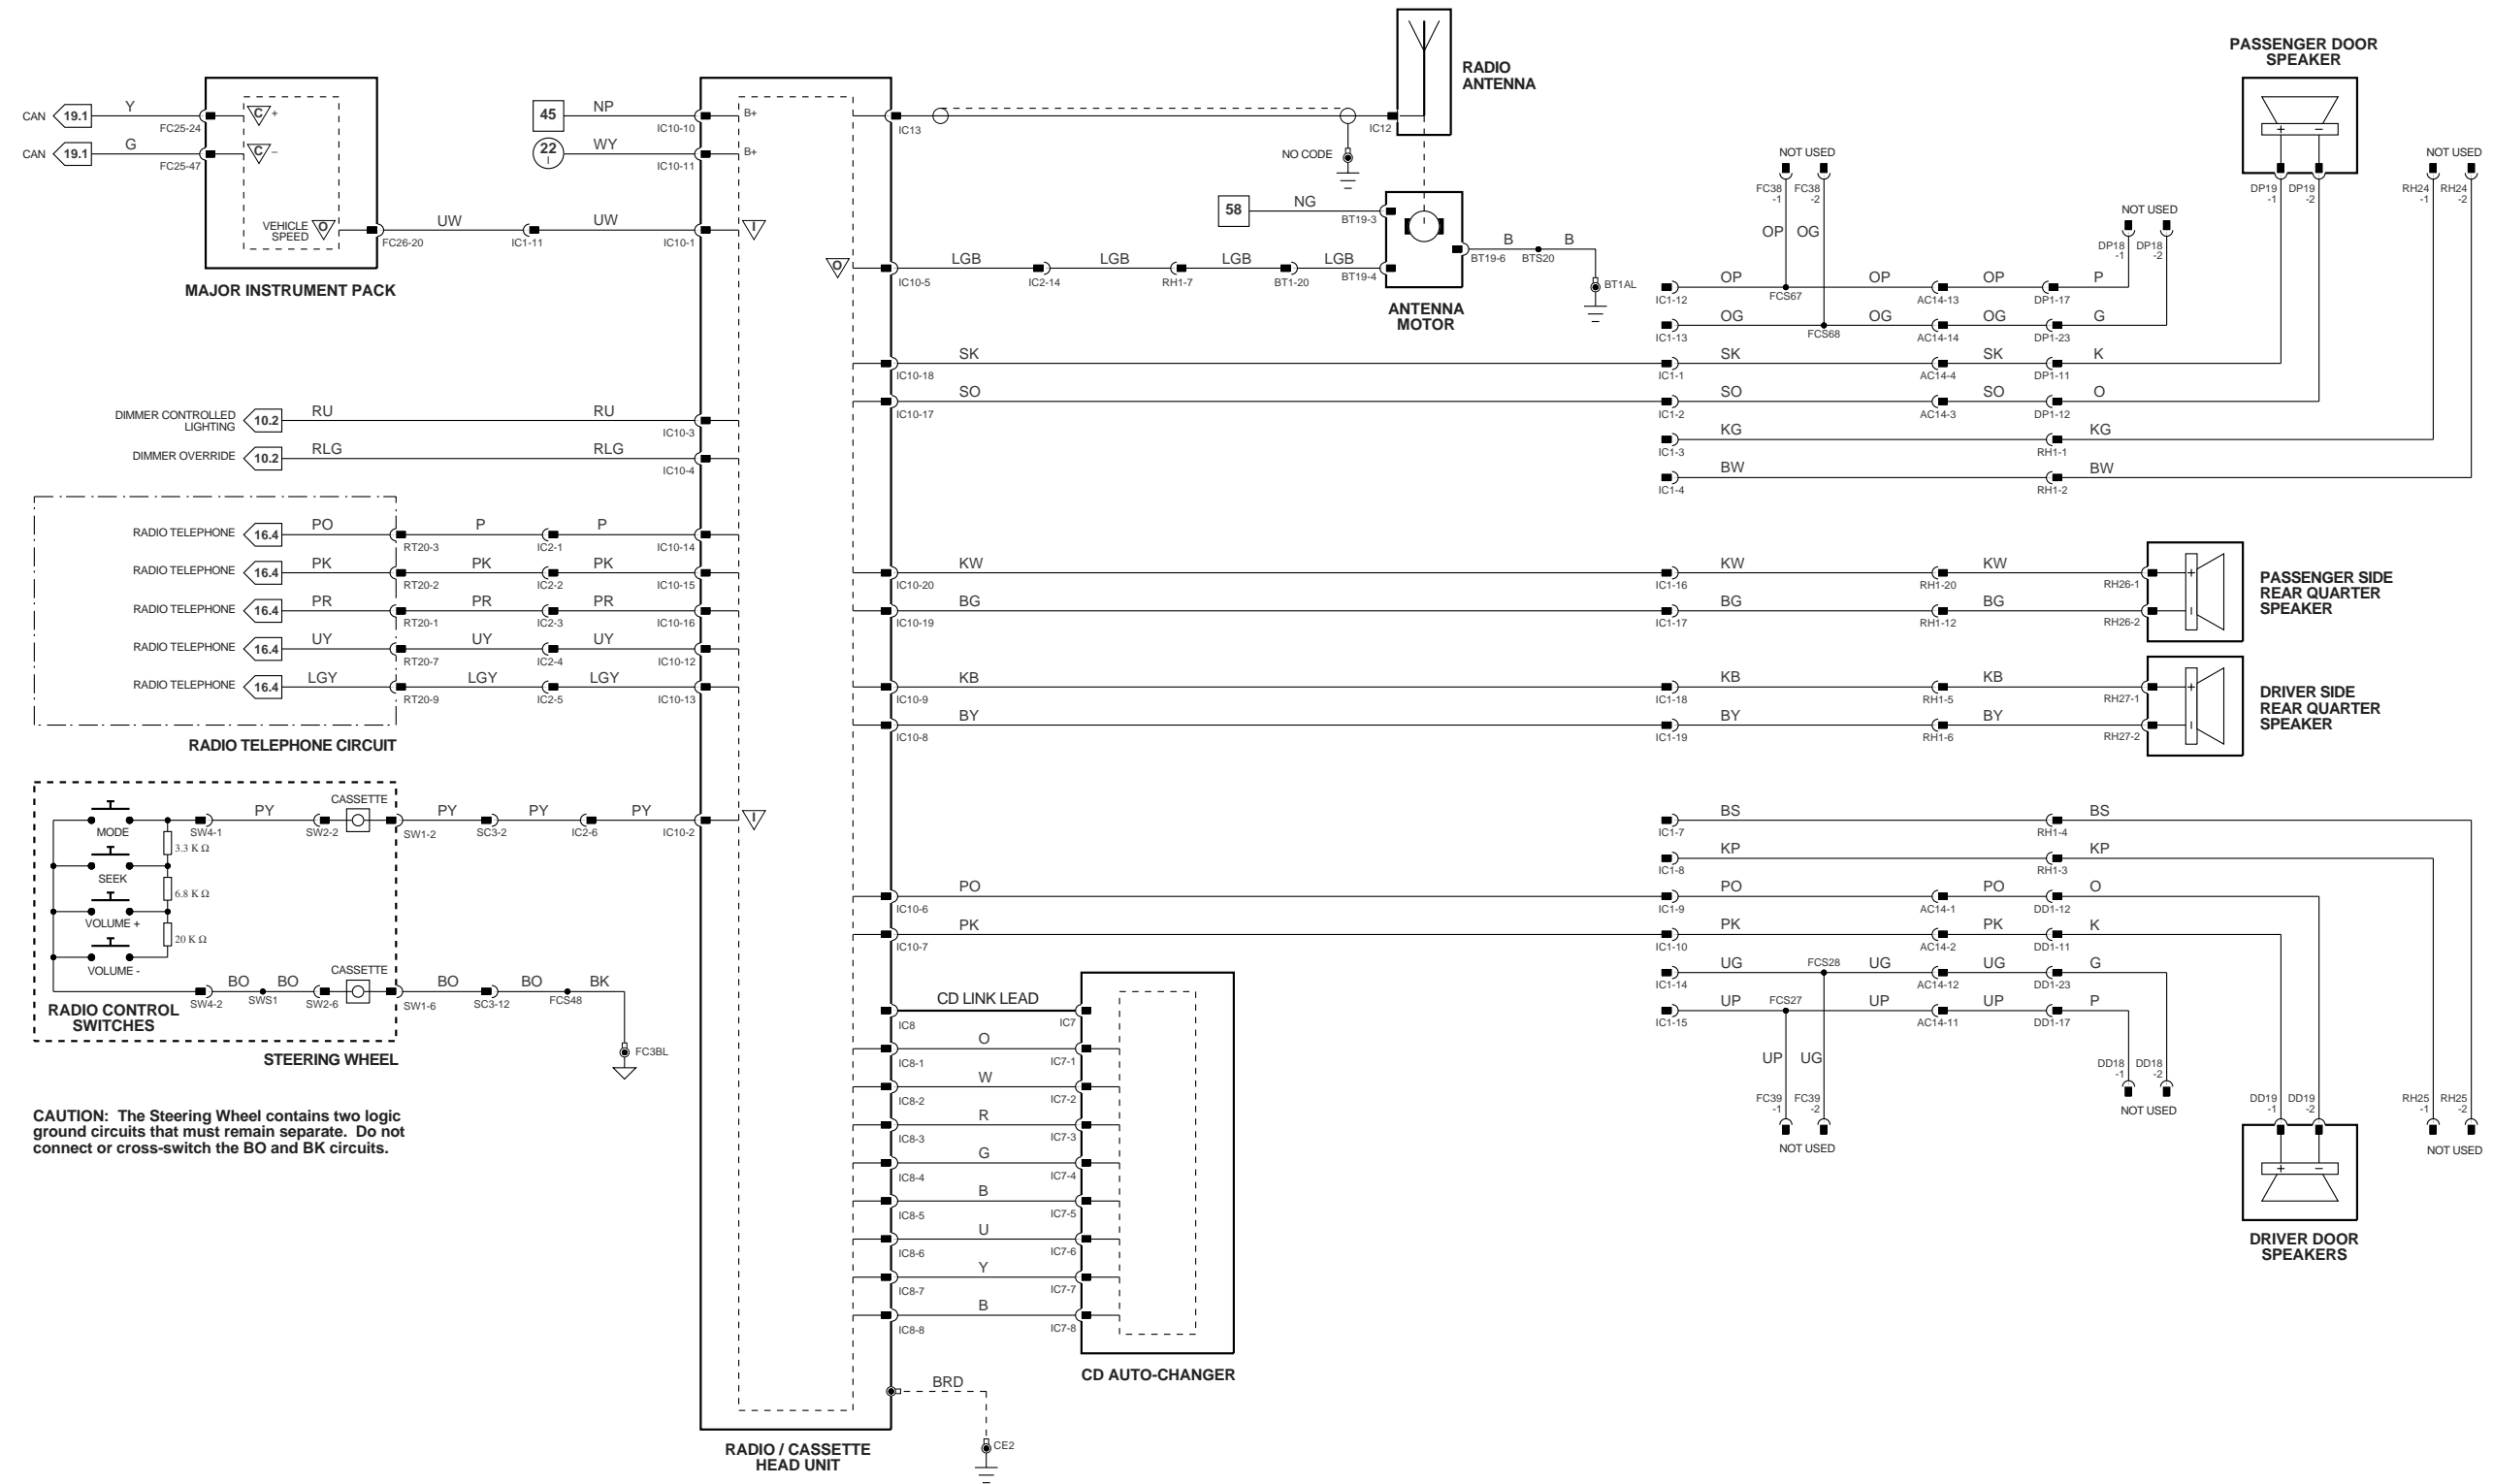 RADIO
ANTENNA
PASSENGER DOOR
SPEAKER
CAN 19.1 Y FC25-24 C +
CAN 19.1 G FC25-47 C –
VEHICLE
SPEED O FC26-20 UW IC1-11 UW IC10-1 I
MAJOR INSTRUMENT PACK
45 NP IC10-10 B+
22 I WY IC10-11 B+
IC13 IC12
NO CODE
58 NG BT19-3
O IC10-5 LGB IC2-14 LGB RH1-7 LGB BT1-20 LGB BT19-4
BT19-6 B BTS20 B BT1AL
ANTENNA
MOTOR
NOT USED
FC38
-1
FC38
-2
OP OG
NOT USED
DP18
-1
DP18
-2
+ –
DP19
-1
DP19
-2
NOT USED
RH24
-1
RH24
-2
IC1-12 OP FCS67 OP AC14-13 OP DP1-17 P
IC1-13 OG FCS68 OG AC14-14 OG DP1-23 G
IC10-18 SK IC1-1 SK AC14-4 SK DP1-11 K
IC10-17 SO IC1-2 SO AC14-3 SO DP1-12 O
IC1-3 KG RH1-1 KG
IC1-4 BW RH1-2 BW
DIMMER CONTROLLED
LIGHTING 10.2 RU RU IC10-3
DIMMER OVERRIDE 10.2 RLG RLG IC10-4
RADIO TELEPHONE 16.4 PO RT20-3 P IC2-1 P IC10-14
RADIO TELEPHONE 16.4 PK RT20-2 PK IC2-2 PK IC10-15
RADIO TELEPHONE 16.4 PR RT20-1 PR IC2-3 PR IC10-16
RADIO TELEPHONE 16.4 UY RT20-7 UY IC2-4 UY IC10-12
RADIO TELEPHONE 16.4 LGY RT20-9 LGY IC2-5 LGY IC10-13
RADIO TELEPHONE CIRCUIT
IC10-20 KW IC1-16 KW RH1-20 KW RH26-1 +
IC10-19 BG IC1-17 BG RH1-12 BG RH26-2 –
PASSENGER SIDE
REAR QUARTER
SPEAKER
IC10-9 KB IC1-18 KB RH1-5 KB RH27-1 +
IC10-8 BY IC1-19 BY RH1-6 BY RH27-2 –
DRIVER SIDE
REAR QUARTER
SPEAKER
MODE SW4-1 PY SW2-2 CASSETTE SW1-2 PY SC3-2 PY IC2-6 PY IC10-2 I
3.3 K Ω
SEEK
6.8 K Ω
VOLUME +
20 K Ω
VOLUME -
SW4-2 BO SWS1 BO SW2-6 CASSETTE SW1-6 BO SC3-12 BO FCS48 BK
FC3BL
RADIO CONTROL
SWITCHES
STEERING WHEEL
CAUTION: The Steering Wheel contains two logic
ground circuits that must remain separate. Do not
connect or cross-switch the BO and BK circuits.
IC1-7 BS RH1-4 BS
IC1-8 KP RH1-3 KP
IC10-6 PO IC1-9 PO AC14-1 PO DD1-12 O
IC10-7 PK IC1-10 PK AC14-2 PK DD1-11 K
IC1-14 UG FCS28 UG AC14-12 UG DD1-23 G
IC1-15 UP FCS27 UP AC14-11 UP DD1-17 P
UP UG
FC39
-1
FC39
-2
NOT USED
DD18
-1
DD18
-2
NOT USED
DD19
-1
DD19
-2
+ –
DRIVER DOOR
SPEAKERS
RH25
-1
RH25
-2
NOT USED
IC8 CD LINK LEAD IC7
IC8-1 O IC7-1
IC8-2 W IC7-2
IC8-3 R IC7-3
IC8-4 G IC7-4
IC8-5 B IC7-5
IC8-6 U IC7-6
IC8-7 Y IC7-7
IC8-8 B IC7-8
CD AUTO-CHANGER
BRD
CE2
RADIO / CASSETTE
HEAD UNIT